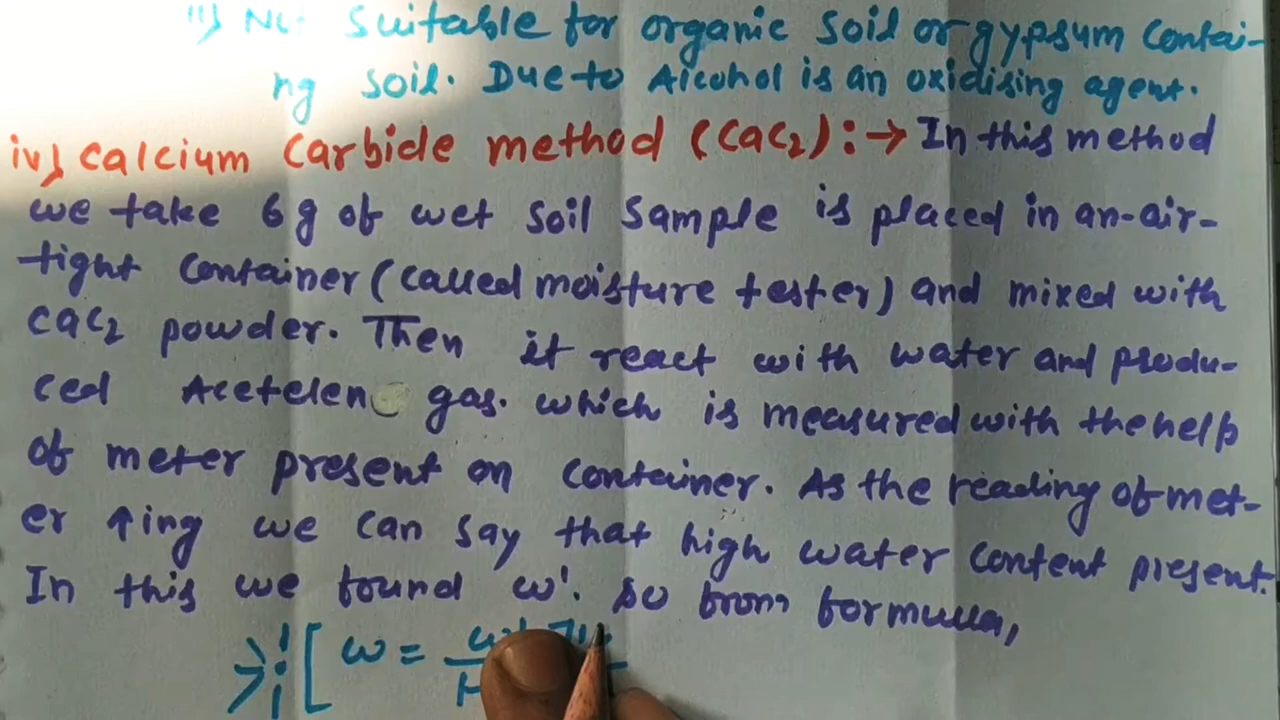 ii) Not Suitable for organic soil or gypsum contai-
ng soil. Due to Alcohol is an oxidising agent.
iv) Calcium Carbide method (CaC₂) :→ In this method
we take 6g of wet soil sample is placed in an-air-
tight container (called moisture tester) and mixed with
CaC₂ powder. Then it react with water and produ-
ced Acetelen gas. which is measured with the help
of meter present on container. As the reading of met-
er ↑ing we can say that high water content present.
In this we found w'. so from formulla,
[ w =